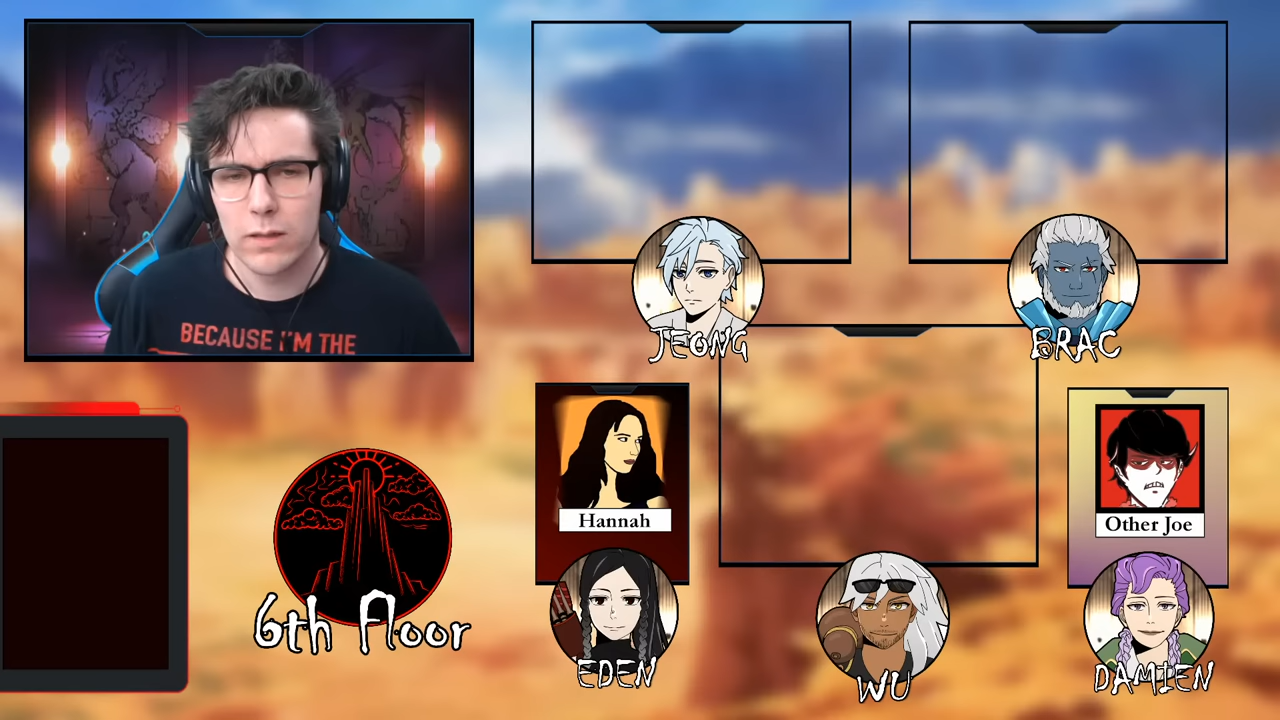 BECAUSE I'M THE
JEONG
BRAC
Hannah
Other Joe
6th Floor
EDEN
WU
DAMIEN